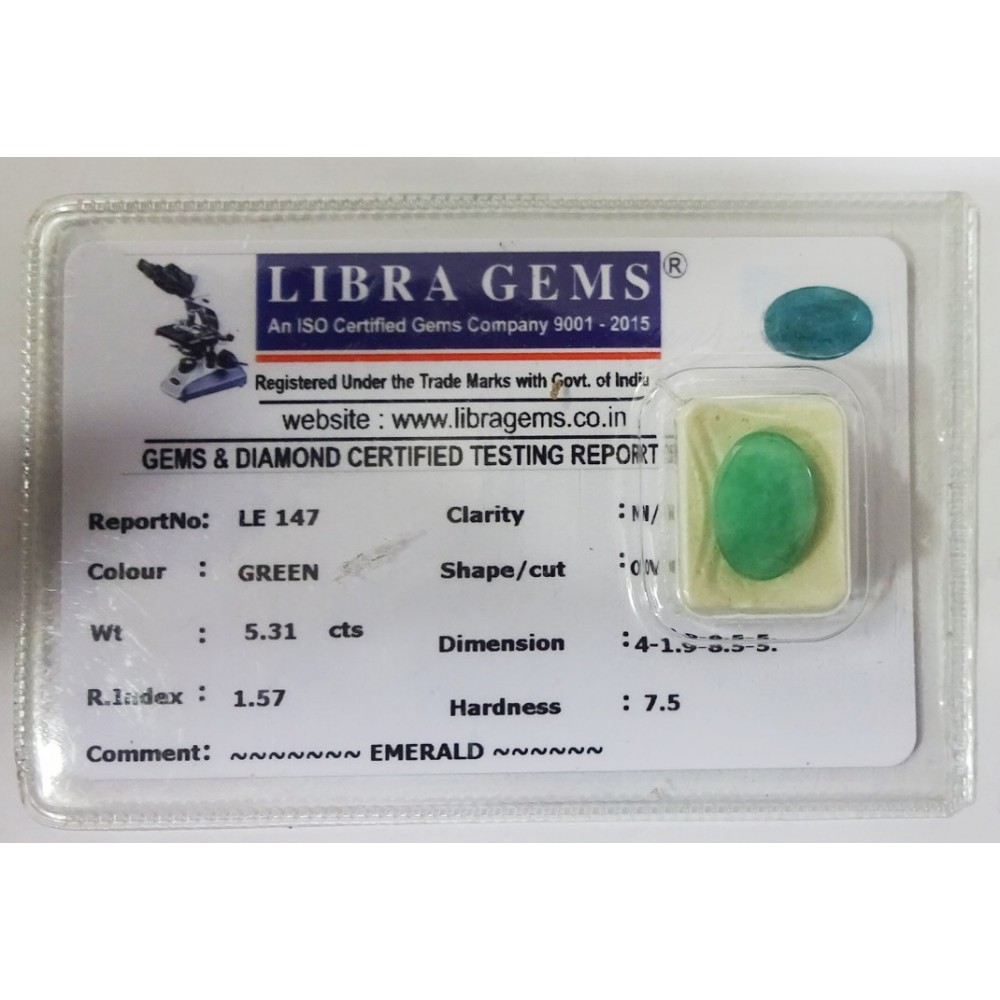 LIBRA GEMS ®
An ISO Certified Gems Company 9001 - 2015
Registered Under the Trade Marks with Govt. of India
website : www.libragems.co.in
GEMS & DIAMOND CERTIFIED TESTING REPORT
ReportNo: LE 147 Clarity :
Colour : GREEN Shape/cut :
Wt : 5.31 cts Dimension :
R.Index : 1.57 Hardness : 7.5
Comment: ~~~~~~~ EMERALD ~~~~~~